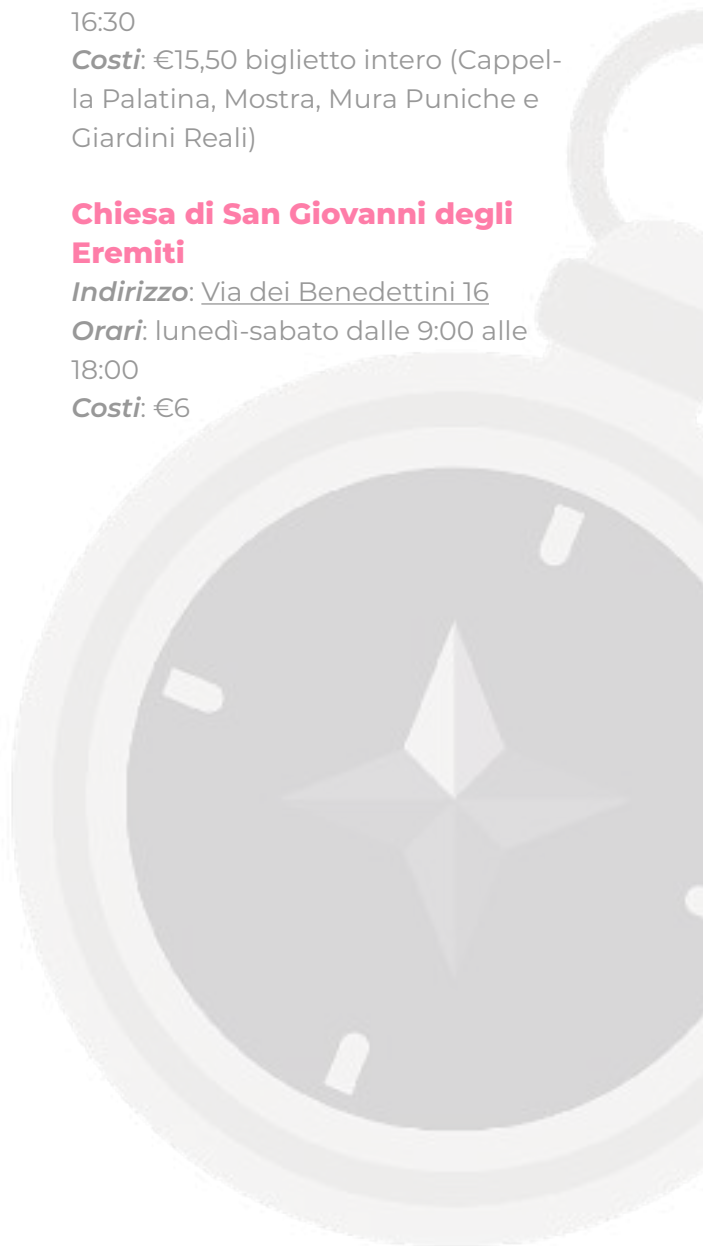 16:30
Costi: €15,50 biglietto intero (Cappel-
la Palatina, Mostra, Mura Puniche e
Giardini Reali)
Chiesa di San Giovanni degli
Eremiti
Indirizzo: Via dei Benedettini 16
Orari: lunedì-sabato dalle 9:00 alle
18:00
Costi: €6